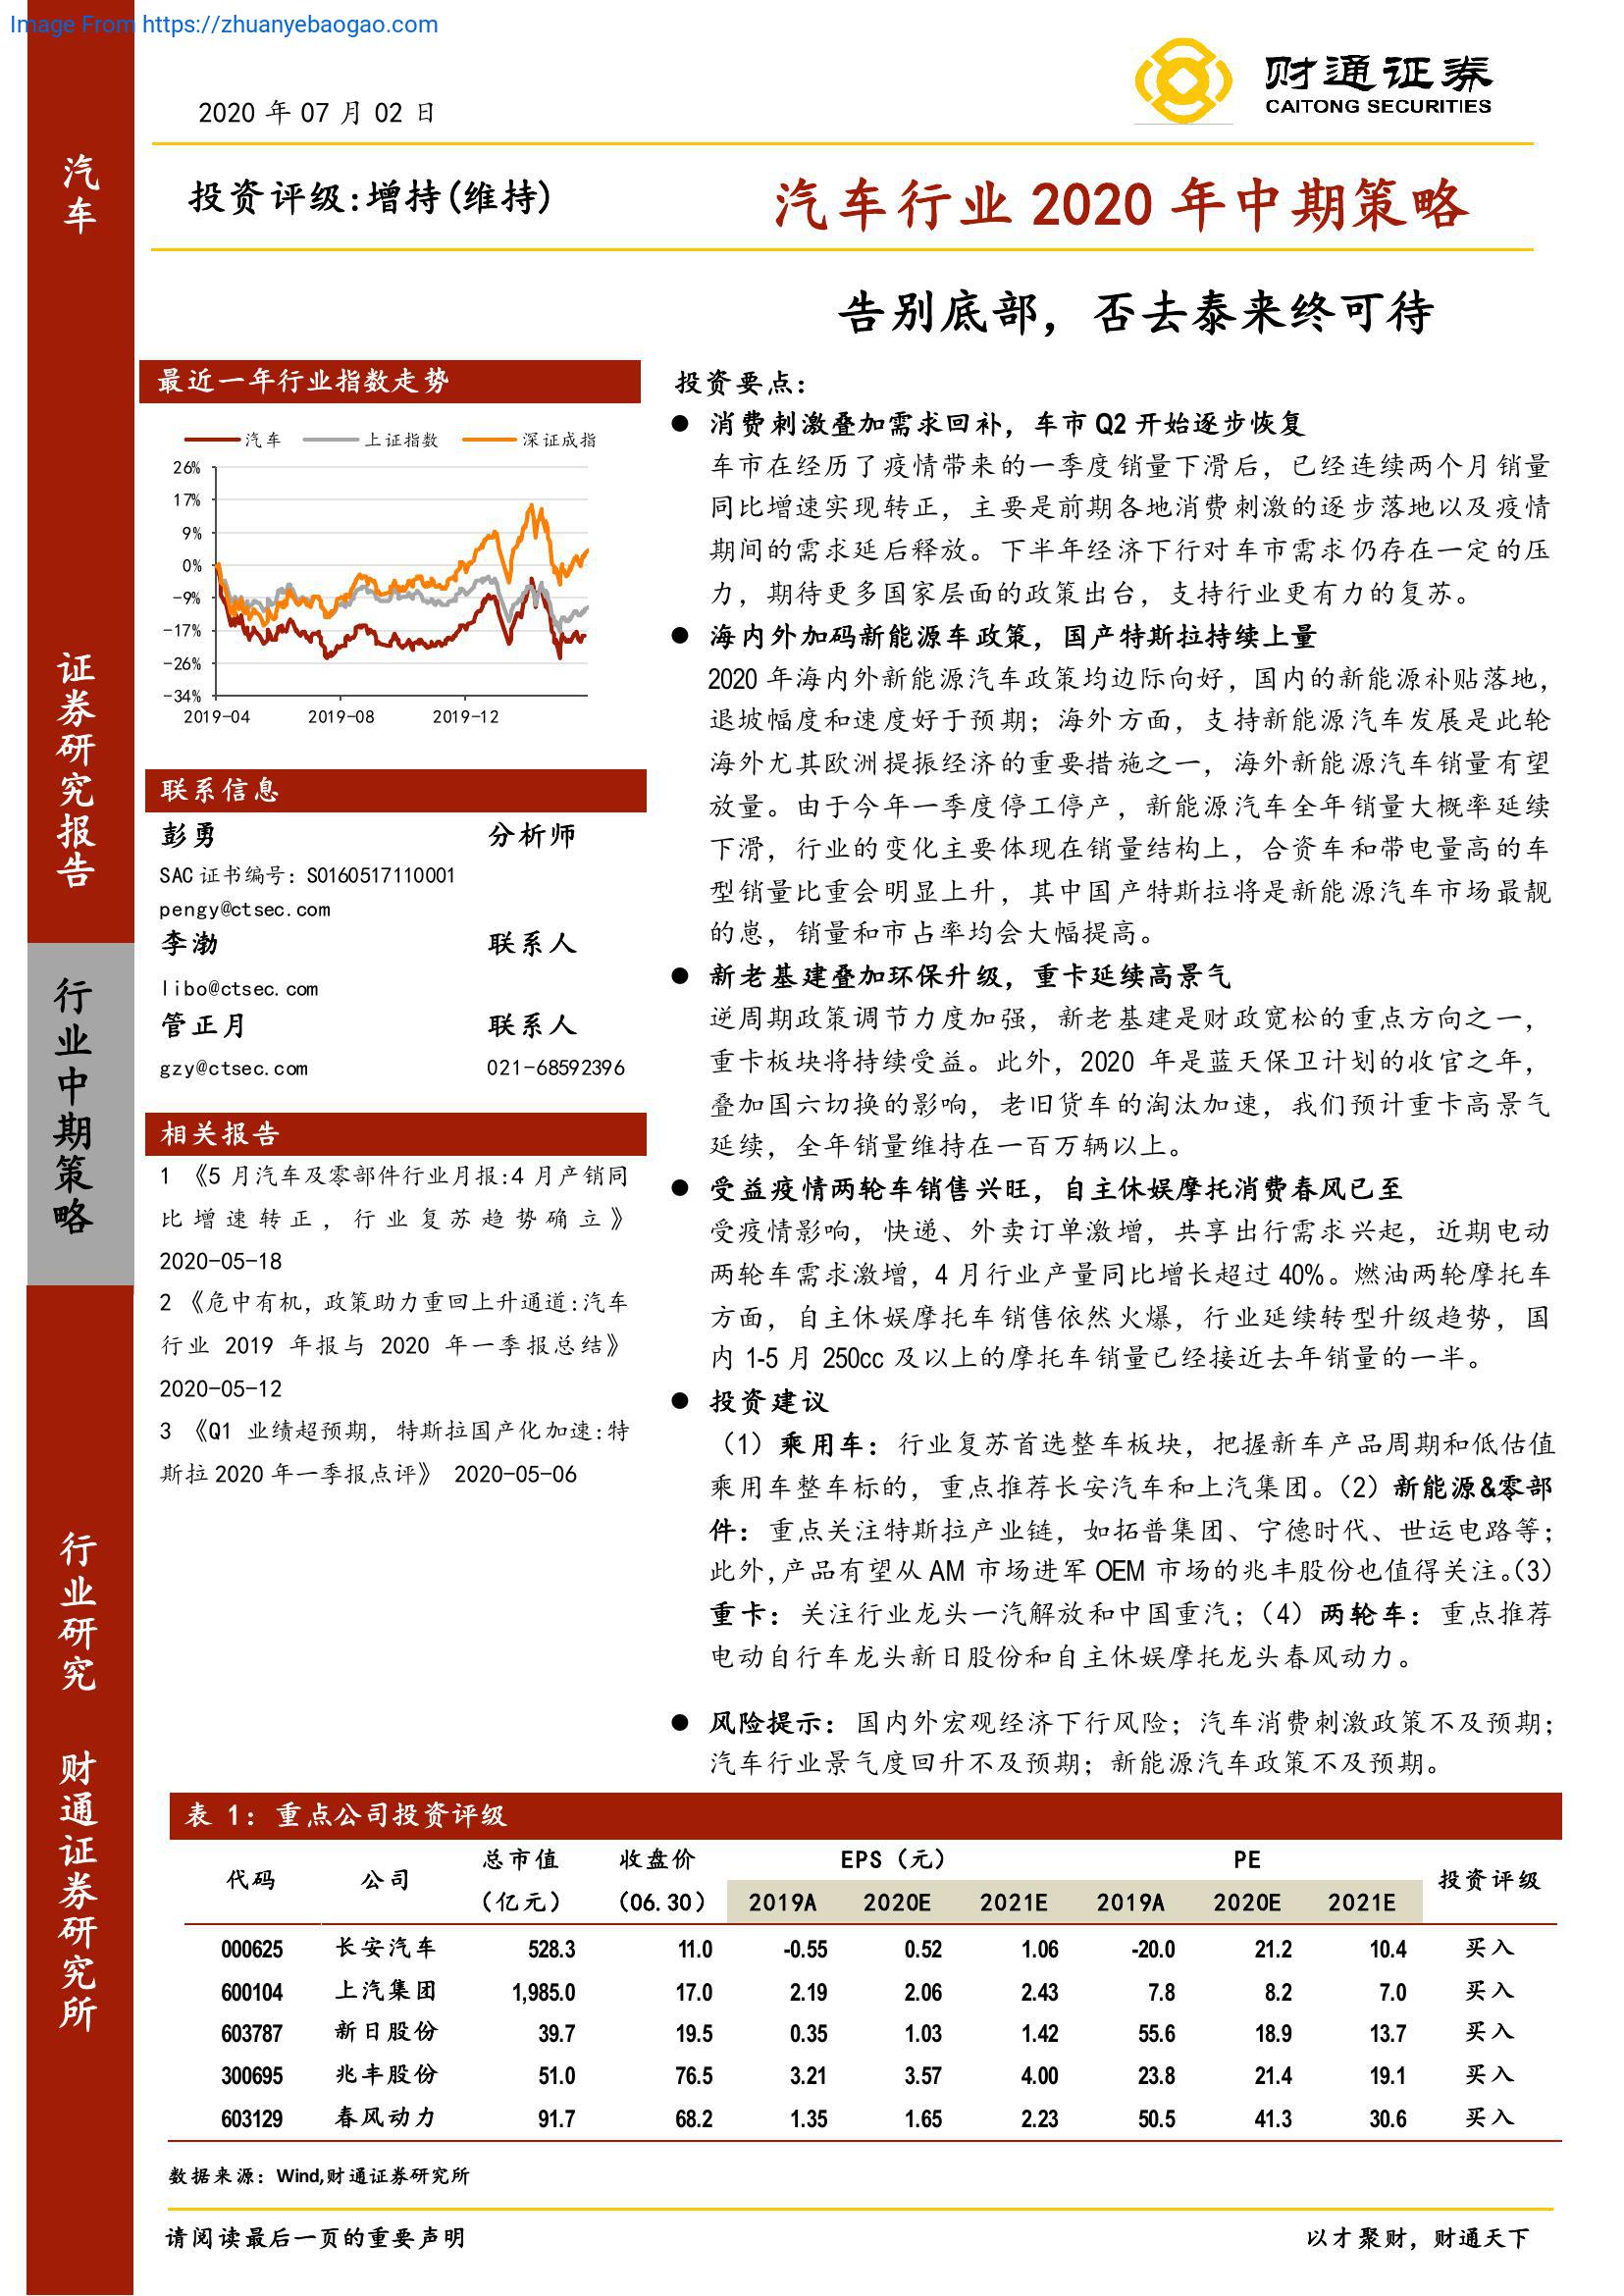 Image From https://zhuanyebaogao.com
财通证券
CAITONG SECURITIES
2020 年 07 月 02 日
汽车
投资评级:增持(维持)
汽车行业 2020 年中期策略
告别底部，否去泰来终可待
证券研究报告
行业中期策略
行业研究
财通证券研究所
最近一年行业指数走势
汽车 上证指数 深证成指
26%
17%
9%
0%
-9%
-17%
-26%
-34%
2019-04 2019-08 2019-12
联系信息
彭勇 分析师
SAC 证书编号：S0160517110001
pengy@ctsec.com
李渤 联系人
libo@ctsec.com
管正月 联系人
gzy@ctsec.com 021-68592396
相关报告
1 《5 月汽车及零部件行业月报:4 月产销同
比增速转正，行业复苏趋势确立》
2020-05-18
2 《危中有机，政策助力重回上升通道:汽车
行业 2019 年报与 2020 年一季报总结》
2020-05-12
3 《Q1 业绩超预期，特斯拉国产化加速:特
斯拉 2020 年一季报点评》 2020-05-06
投资要点：
● 消费刺激叠加需求回补，车市 Q2 开始逐步恢复
车市在经历了疫情带来的一季度销量下滑后，已经连续两个月销量
同比增速实现转正，主要是前期各地消费刺激的逐步落地以及疫情
期间的需求延后释放。下半年经济下行对车市需求仍存在一定的压
力，期待更多国家层面的政策出台，支持行业更有力的复苏。
● 海内外加码新能源车政策，国产特斯拉持续上量
2020 年海内外新能源汽车政策均边际向好，国内的新能源补贴落地，
退坡幅度和速度好于预期；海外方面，支持新能源汽车发展是此轮
海外尤其欧洲提振经济的重要措施之一，海外新能源汽车销量有望
放量。由于今年一季度停工停产，新能源汽车全年销量大概率延续
下滑，行业的变化主要体现在销量结构上，合资车和带电量高的车
型销量比重会明显上升，其中国产特斯拉将是新能源汽车市场最靓
的崽，销量和市占率均会大幅提高。
● 新老基建叠加环保升级，重卡延续高景气
逆周期政策调节力度加强，新老基建是财政宽松的重点方向之一，
重卡板块将持续受益。此外，2020 年是蓝天保卫计划的收官之年，
叠加国六切换的影响，老旧货车的淘汰加速，我们预计重卡高景气
延续，全年销量维持在一百万辆以上。
● 受益疫情两轮车销售兴旺，自主休娱摩托消费春风已至
受疫情影响，快递、外卖订单激增，共享出行需求兴起，近期电动
两轮车需求激增，4 月行业产量同比增长超过 40%。燃油两轮摩托车
方面，自主休娱摩托车销售依然火爆，行业延续转型升级趋势，国
内 1-5 月 250cc 及以上的摩托车销量已经接近去年销量的一半。
● 投资建议
（1）乘用车：行业复苏首选整车板块，把握新车产品周期和低估值
乘用车整车标的，重点推荐长安汽车和上汽集团。（2）新能源&零部
件：重点关注特斯拉产业链，如拓普集团、宁德时代、世运电路等；
此外，产品有望从 AM 市场进军 OEM 市场的兆丰股份也值得关注。（3）
重卡：关注行业龙头一汽解放和中国重汽；（4）两轮车：重点推荐
电动自行车龙头新日股份和自主休娱摩托龙头春风动力。
● 风险提示：国内外宏观经济下行风险；汽车消费刺激政策不及预期；
汽车行业景气度回升不及预期；新能源汽车政策不及预期。
表 1：重点公司投资评级
代码 公司 总市值（亿元） 收盘价（06.30） EPS（元） PE 投资评级
2019A 2020E 2021E 2019A 2020E 2021E
000625 长安汽车 528.3 11.0 -0.55 0.52 1.06 -20.0 21.2 10.4 买入
600104 上汽集团 1,985.0 17.0 2.19 2.06 2.43 7.8 8.2 7.0 买入
603787 新日股份 39.7 19.5 0.35 1.03 1.42 55.6 18.9 13.7 买入
300695 兆丰股份 51.0 76.5 3.21 3.57 4.00 23.8 21.4 19.1 买入
603129 春风动力 91.7 68.2 1.35 1.65 2.23 50.5 41.3 30.6 买入
数据来源：Wind,财通证券研究所
请阅读最后一页的重要声明
以才聚财，财通天下